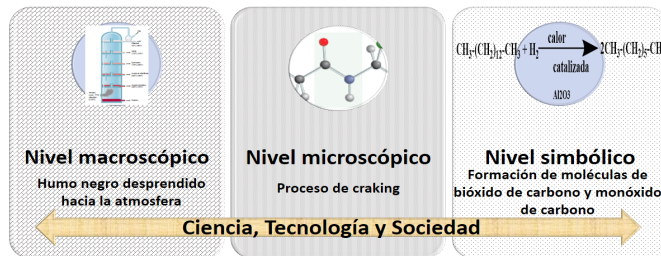 CH₃-(CH₂)₁₂-CH₃ + H₂
calor
catalizada
Al2O3
2CH₃-(CH₂)₅-CH
Nivel macroscópico
Humo negro desprendido
hacia la atmosfera
Nivel microscópico
Proceso de craking
Nivel simbólico
Formación de moléculas de
bióxido de carbono y monóxido
de carbono
Ciencia, Tecnología y Sociedad